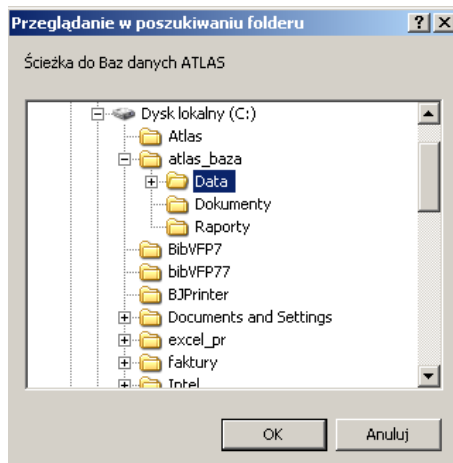 Przeglądanie w poszukiwaniu folderu
Ścieżka do Baz danych ATLAS
Dysk lokalny (C:)
Atlas
atlas_baza
Data
Dokumenty
Raporty
BibVFP7
bibVFP77
BJPrinter
Documents and Settings
excel_pr
faktury
Intel
OK Anuluj